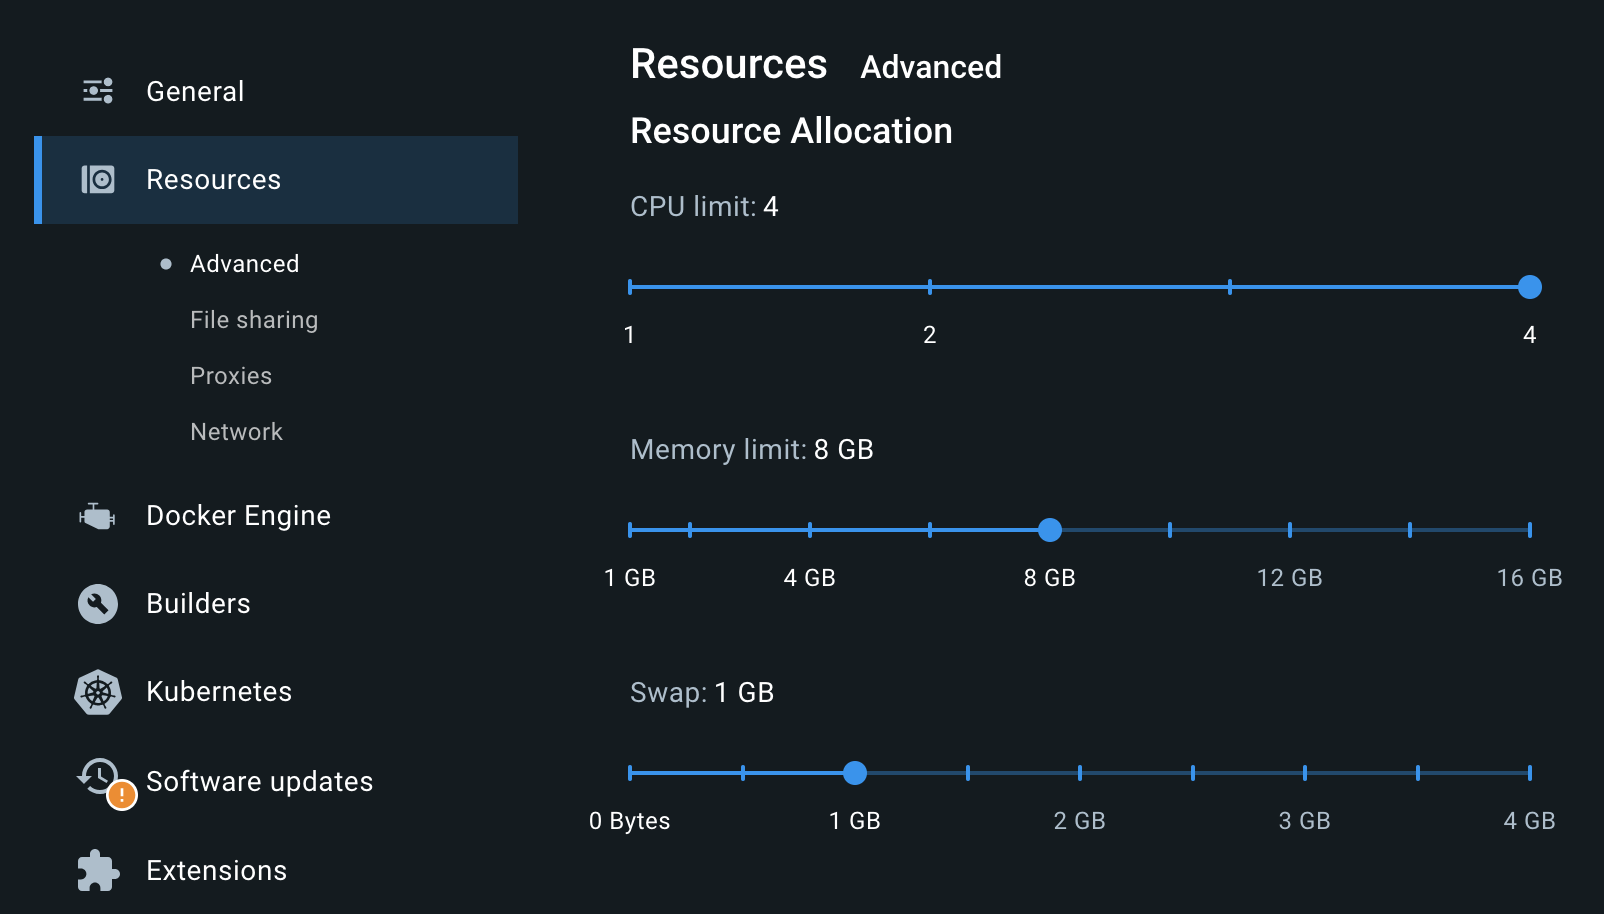 General
Resources
Advanced
File sharing
Proxies
Network
Docker Engine
Builders
Kubernetes
Software updates
Extensions
Resources Advanced
Resource Allocation
CPU limit: 4
1 2 4
Memory limit: 8 GB
1 GB 4 GB 8 GB 12 GB 16 GB
Swap: 1 GB
0 Bytes 1 GB 2 GB 3 GB 4 GB